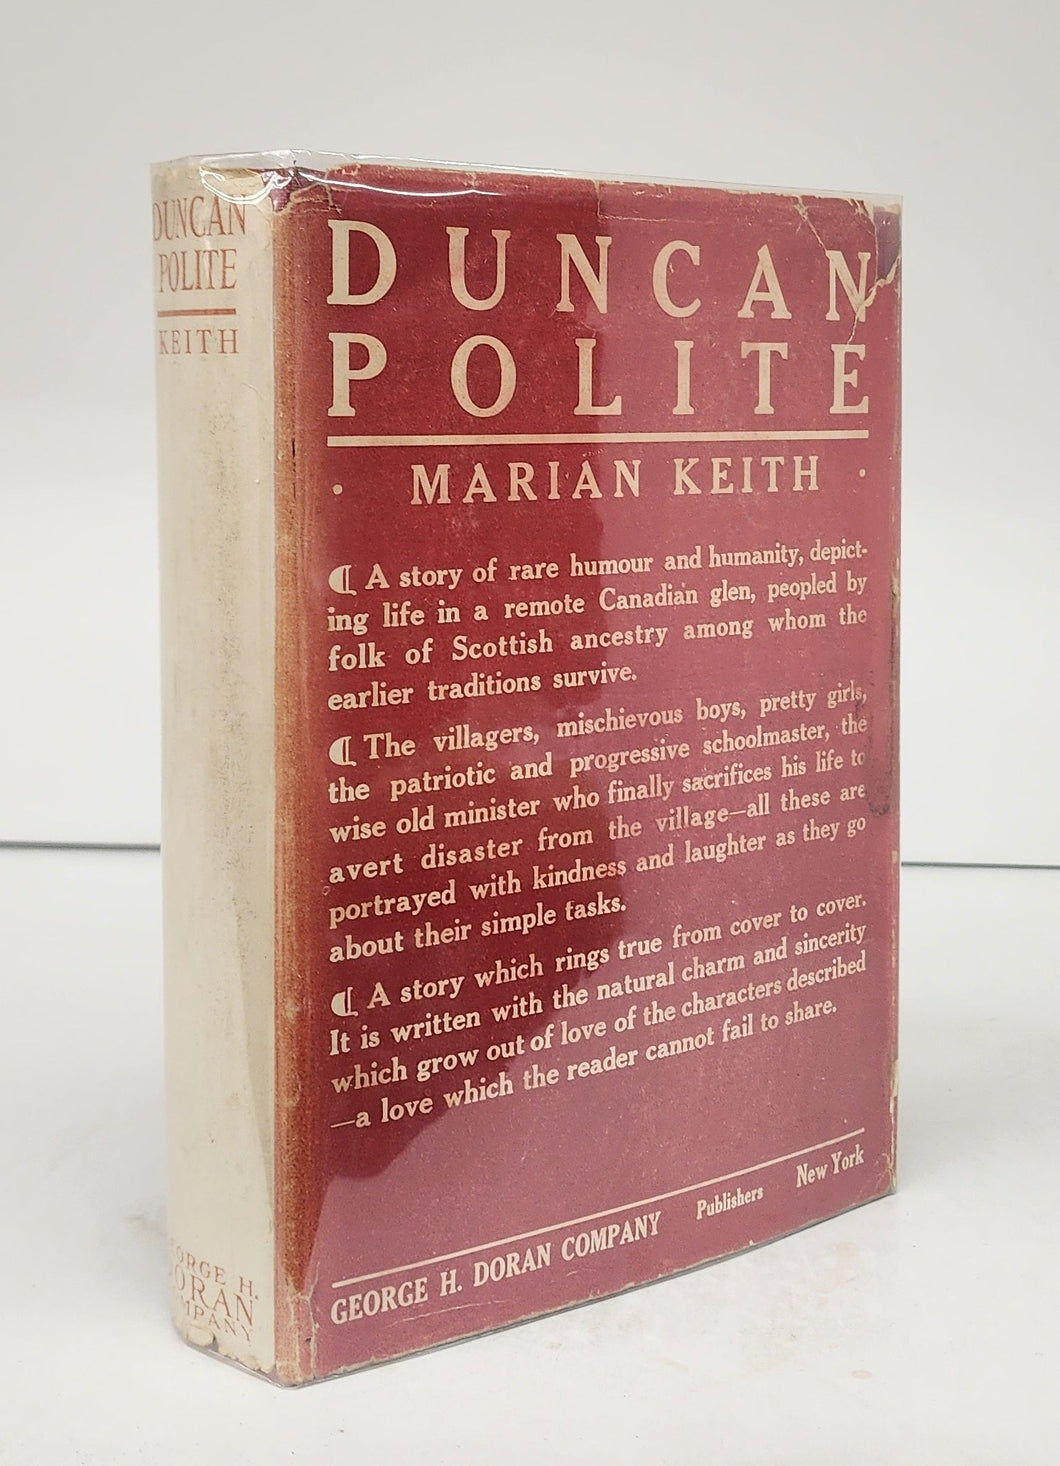 DUNCAN
POLITE
KEITH
GEORGE H.
DORAN
COMPANY
DUNCAN
POLITE
· MARIAN KEITH ·
¶ A story of rare humour and humanity, depict-
ing life in a remote Canadian glen, peopled by
folk of Scottish ancestry among whom the
earlier traditions survive.
¶ The villagers, mischievous boys, pretty girls,
the patriotic and progressive schoolmaster, the
wise old minister who finally sacrifices his life to
avert disaster from the village—all these are
portrayed with kindness and laughter as they go
about their simple tasks.
¶ A story which rings true from cover to cover.
It is written with the natural charm and sincerity
which grow out of love of the characters described
—a love which the reader cannot fail to share.
GEORGE H. DORAN COMPANY Publishers New York